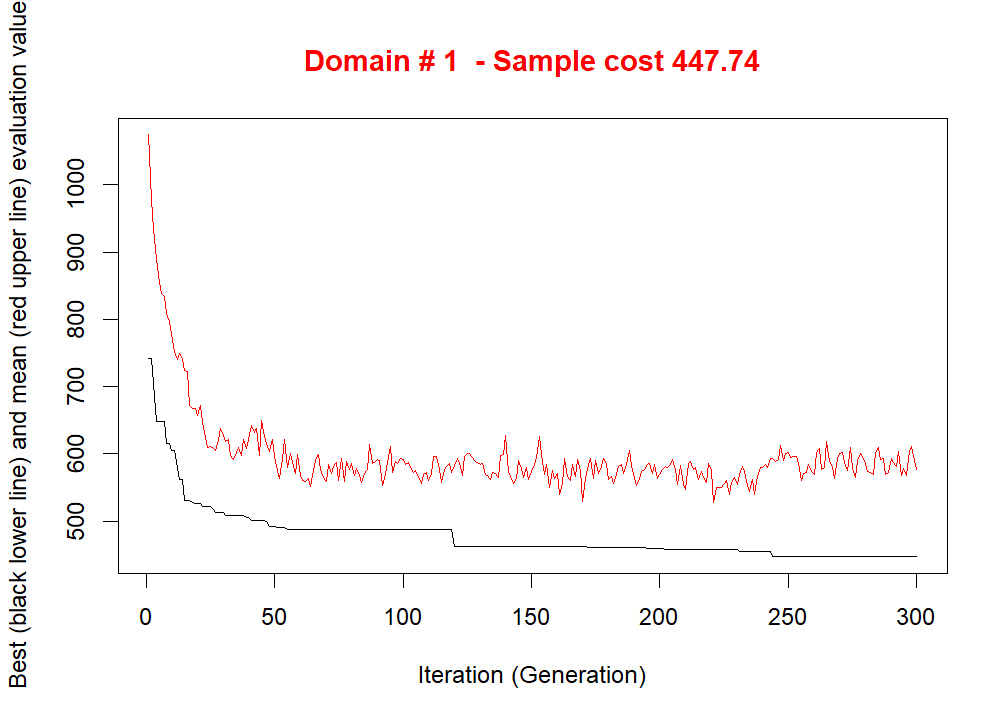 Domain # 1  - Sample cost 447.74
Best (black lower line) and mean (red upper line) evaluation value
1000
900
800
700
600
500
0 50 100 150 200 250 300
Iteration (Generation)